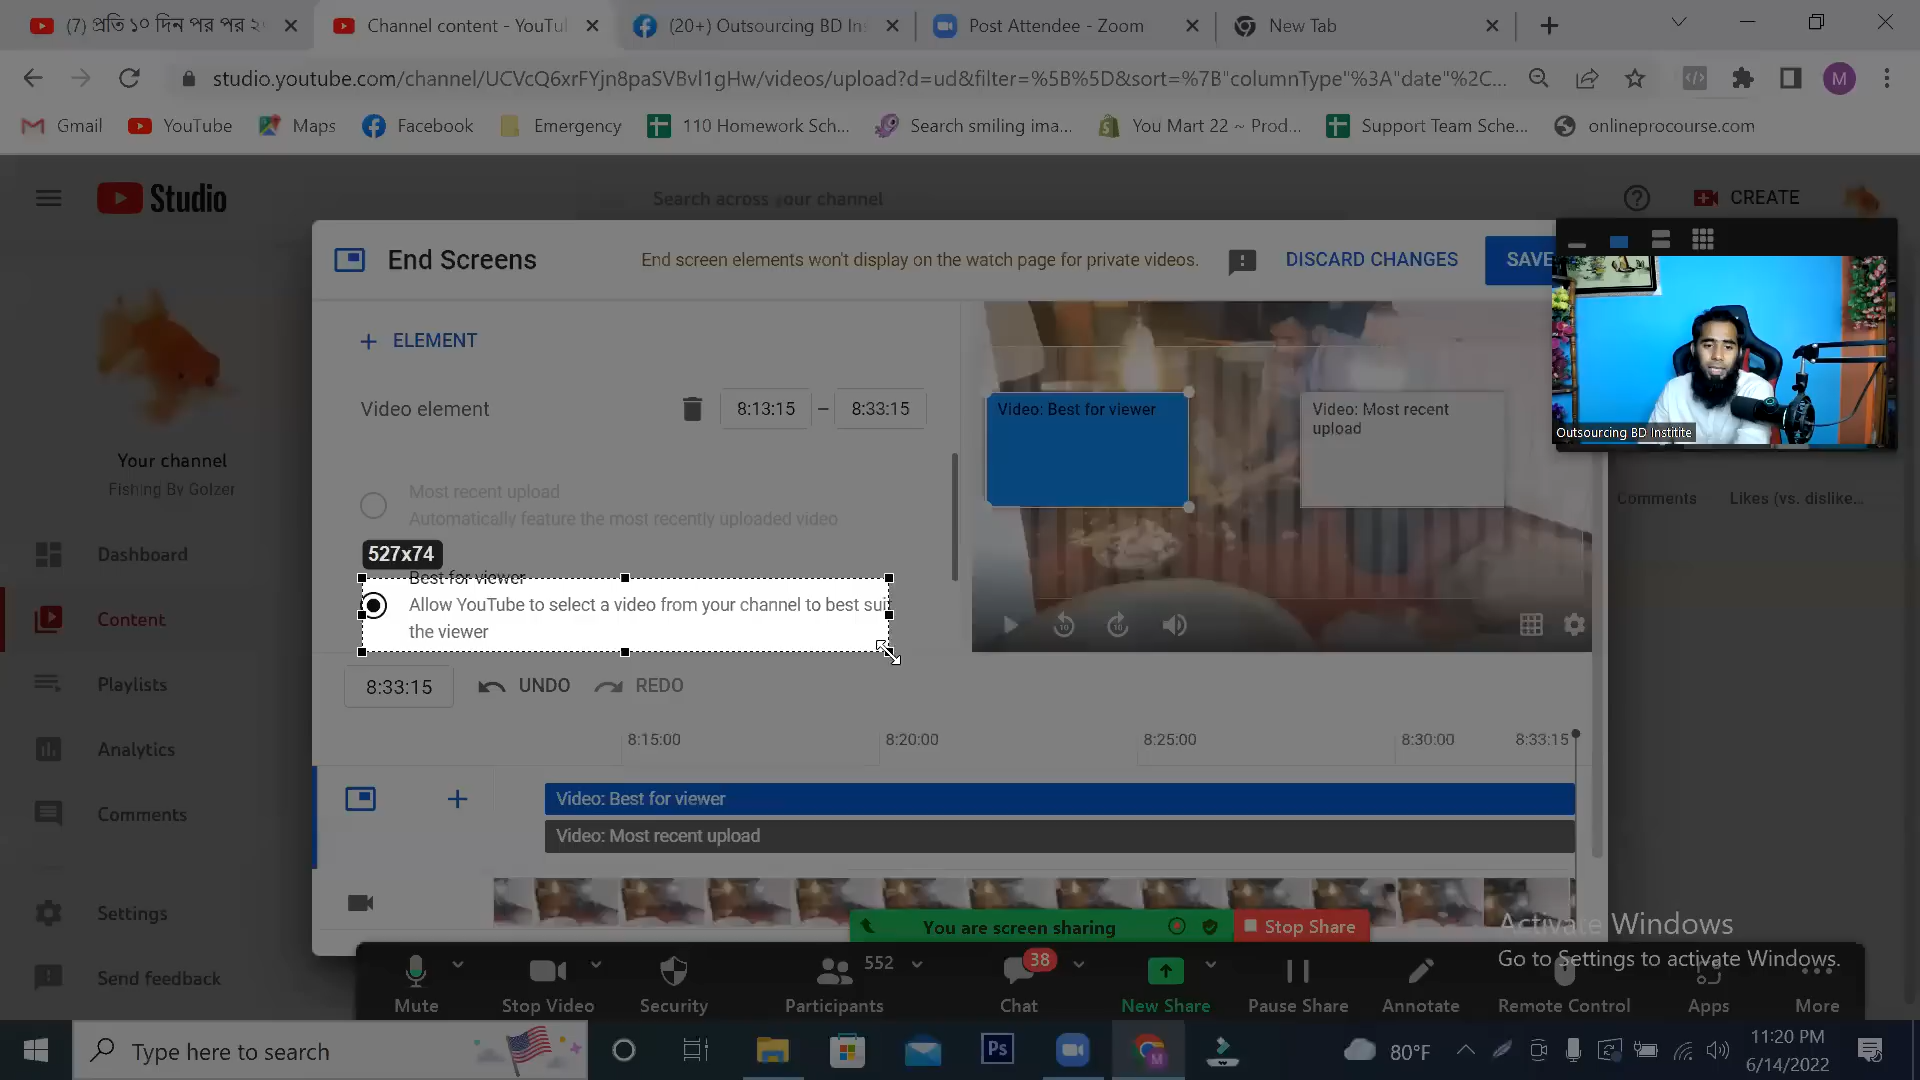 (7) প্রতি ১০ দিন পর পর ২
Channel content - YouTu
(20+) Outsourcing BD Ins
Post Attendee - Zoom
New Tab
studio.youtube.com/channel/UCVcQ6xrFYjn8paSVBvl1gHw/videos/upload?d=ud&filter=%5B%5D&sort=%7B"columnType"%3A"date"%2C...
M
Gmail
YouTube
Maps
Facebook
Emergency
110 Homework Sch...
Search smiling ima...
You Mart 22 ~ Prod...
Support Team Sche...
onlineprocourse.com
Studio
Search across your channel
CREATE
End Screens
End screen elements won't display on the watch page for private videos.
DISCARD CHANGES
SAVE
ELEMENT
Video element
8:13:15 – 8:33:15
Video: Best for viewer
Video: Most recent
upload
Outsourcing BD Institite
Your channel
Fishing By Golzer
Most recent upload
Automatically feature the most recently uploaded video
Comments
Likes (vs. dislike...
527x74
Best for viewer
Allow YouTube to select a video from your channel to best sui
the viewer
Dashboard
Content
Playlists
Analytics
Comments
Settings
Send feedback
8:33:15
UNDO
REDO
8:15:00
8:20:00
8:25:00
8:30:00
8:33:15
Video: Best for viewer
Video: Most recent upload
You are screen sharing
Stop Share
Activate Windows
Go to Settings to activate Windows.
552
38
Mute
Stop Video
Security
Participants
Chat
New Share
Pause Share
Annotate
Remote Control
Apps
More
Type here to search
Ps
M
80°F
11:20 PM
6/14/2022